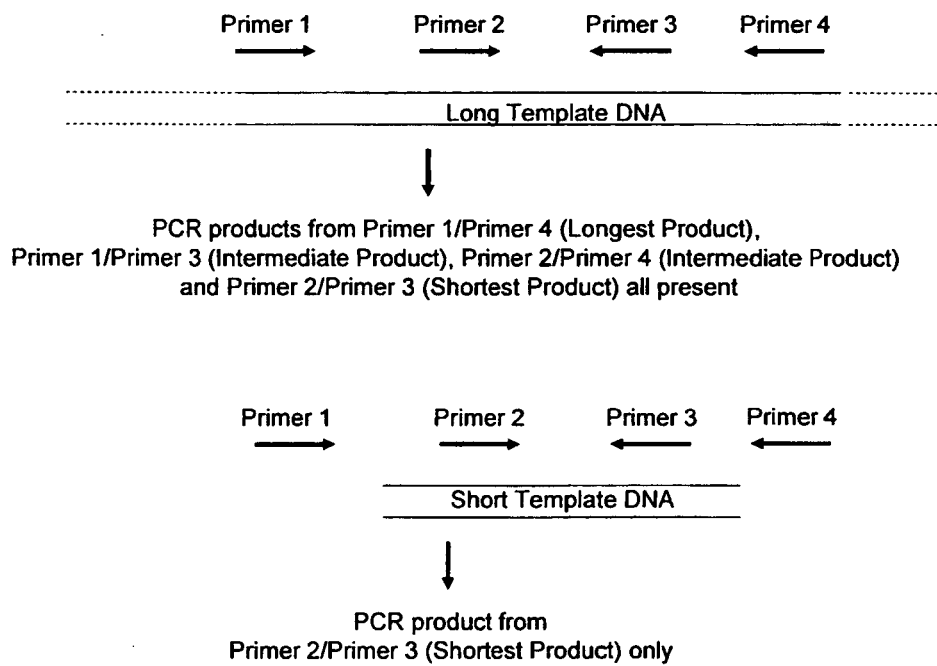 Primer 1 Primer 2 Primer 3 Primer 4
Long Template DNA
PCR products from Primer 1/Primer 4 (Longest Product),
Primer 1/Primer 3 (Intermediate Product), Primer 2/Primer 4 (Intermediate Product)
and Primer 2/Primer 3 (Shortest Product) all present
Primer 1 Primer 2 Primer 3 Primer 4
Short Template DNA
PCR product from
Primer 2/Primer 3 (Shortest Product) only